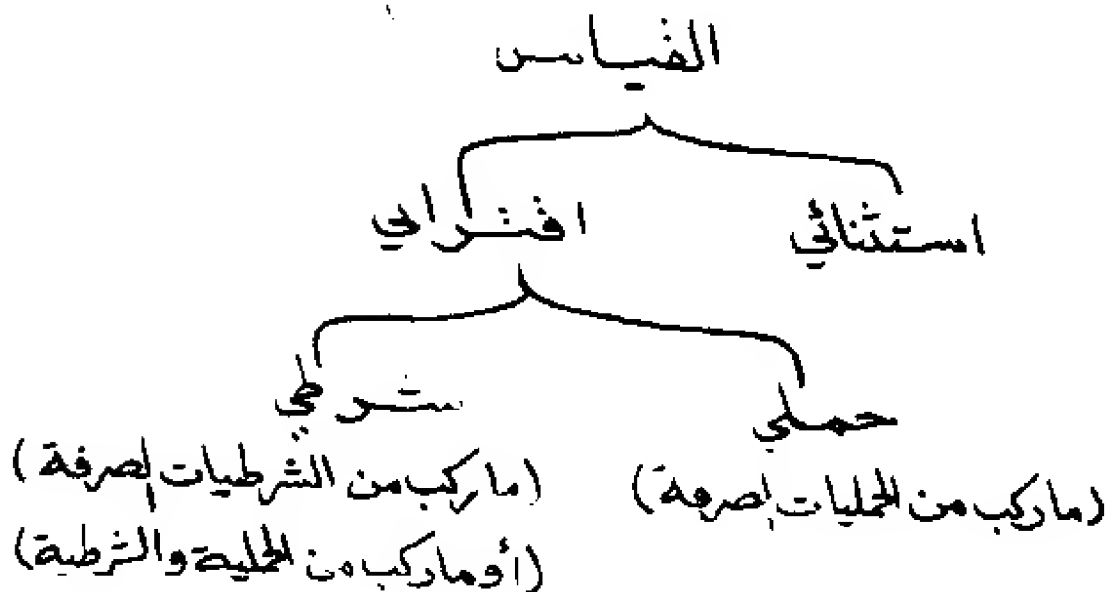 القياس
استثنائي
اقتراني
حملي
(ما ركب من الحمليات الصرفة)
شرطي
(ما ركب من الشرطيات الصرفة)
(أو ما ركب من الحملية والشرطية)